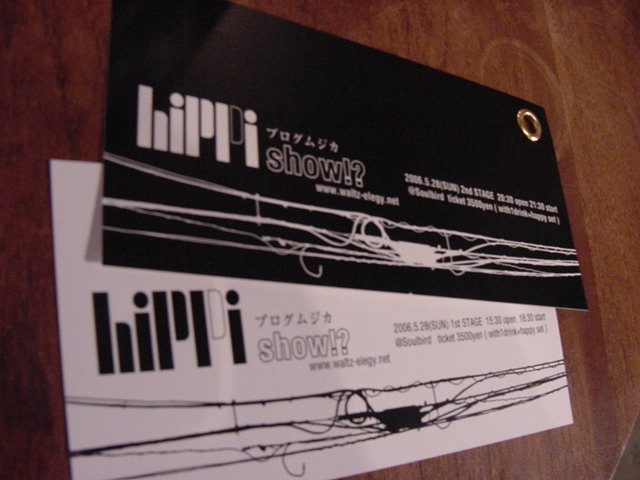 hiPPi
プログムジカ
show!?
www.waltz-elegy.net
2006.5.28(SUN) 2nd STAGE 20:30 open 21:30 start
@Soulbird ticket 3500yen ( with1drink+happy set )
hiPPi
プログムジカ
show!?
www.waltz-elegy.net
2006.5.28(SUN) 1st STAGE 15:30 open 16:30 start
@Soulbird ticket 3500yen ( with1drink+happy set )